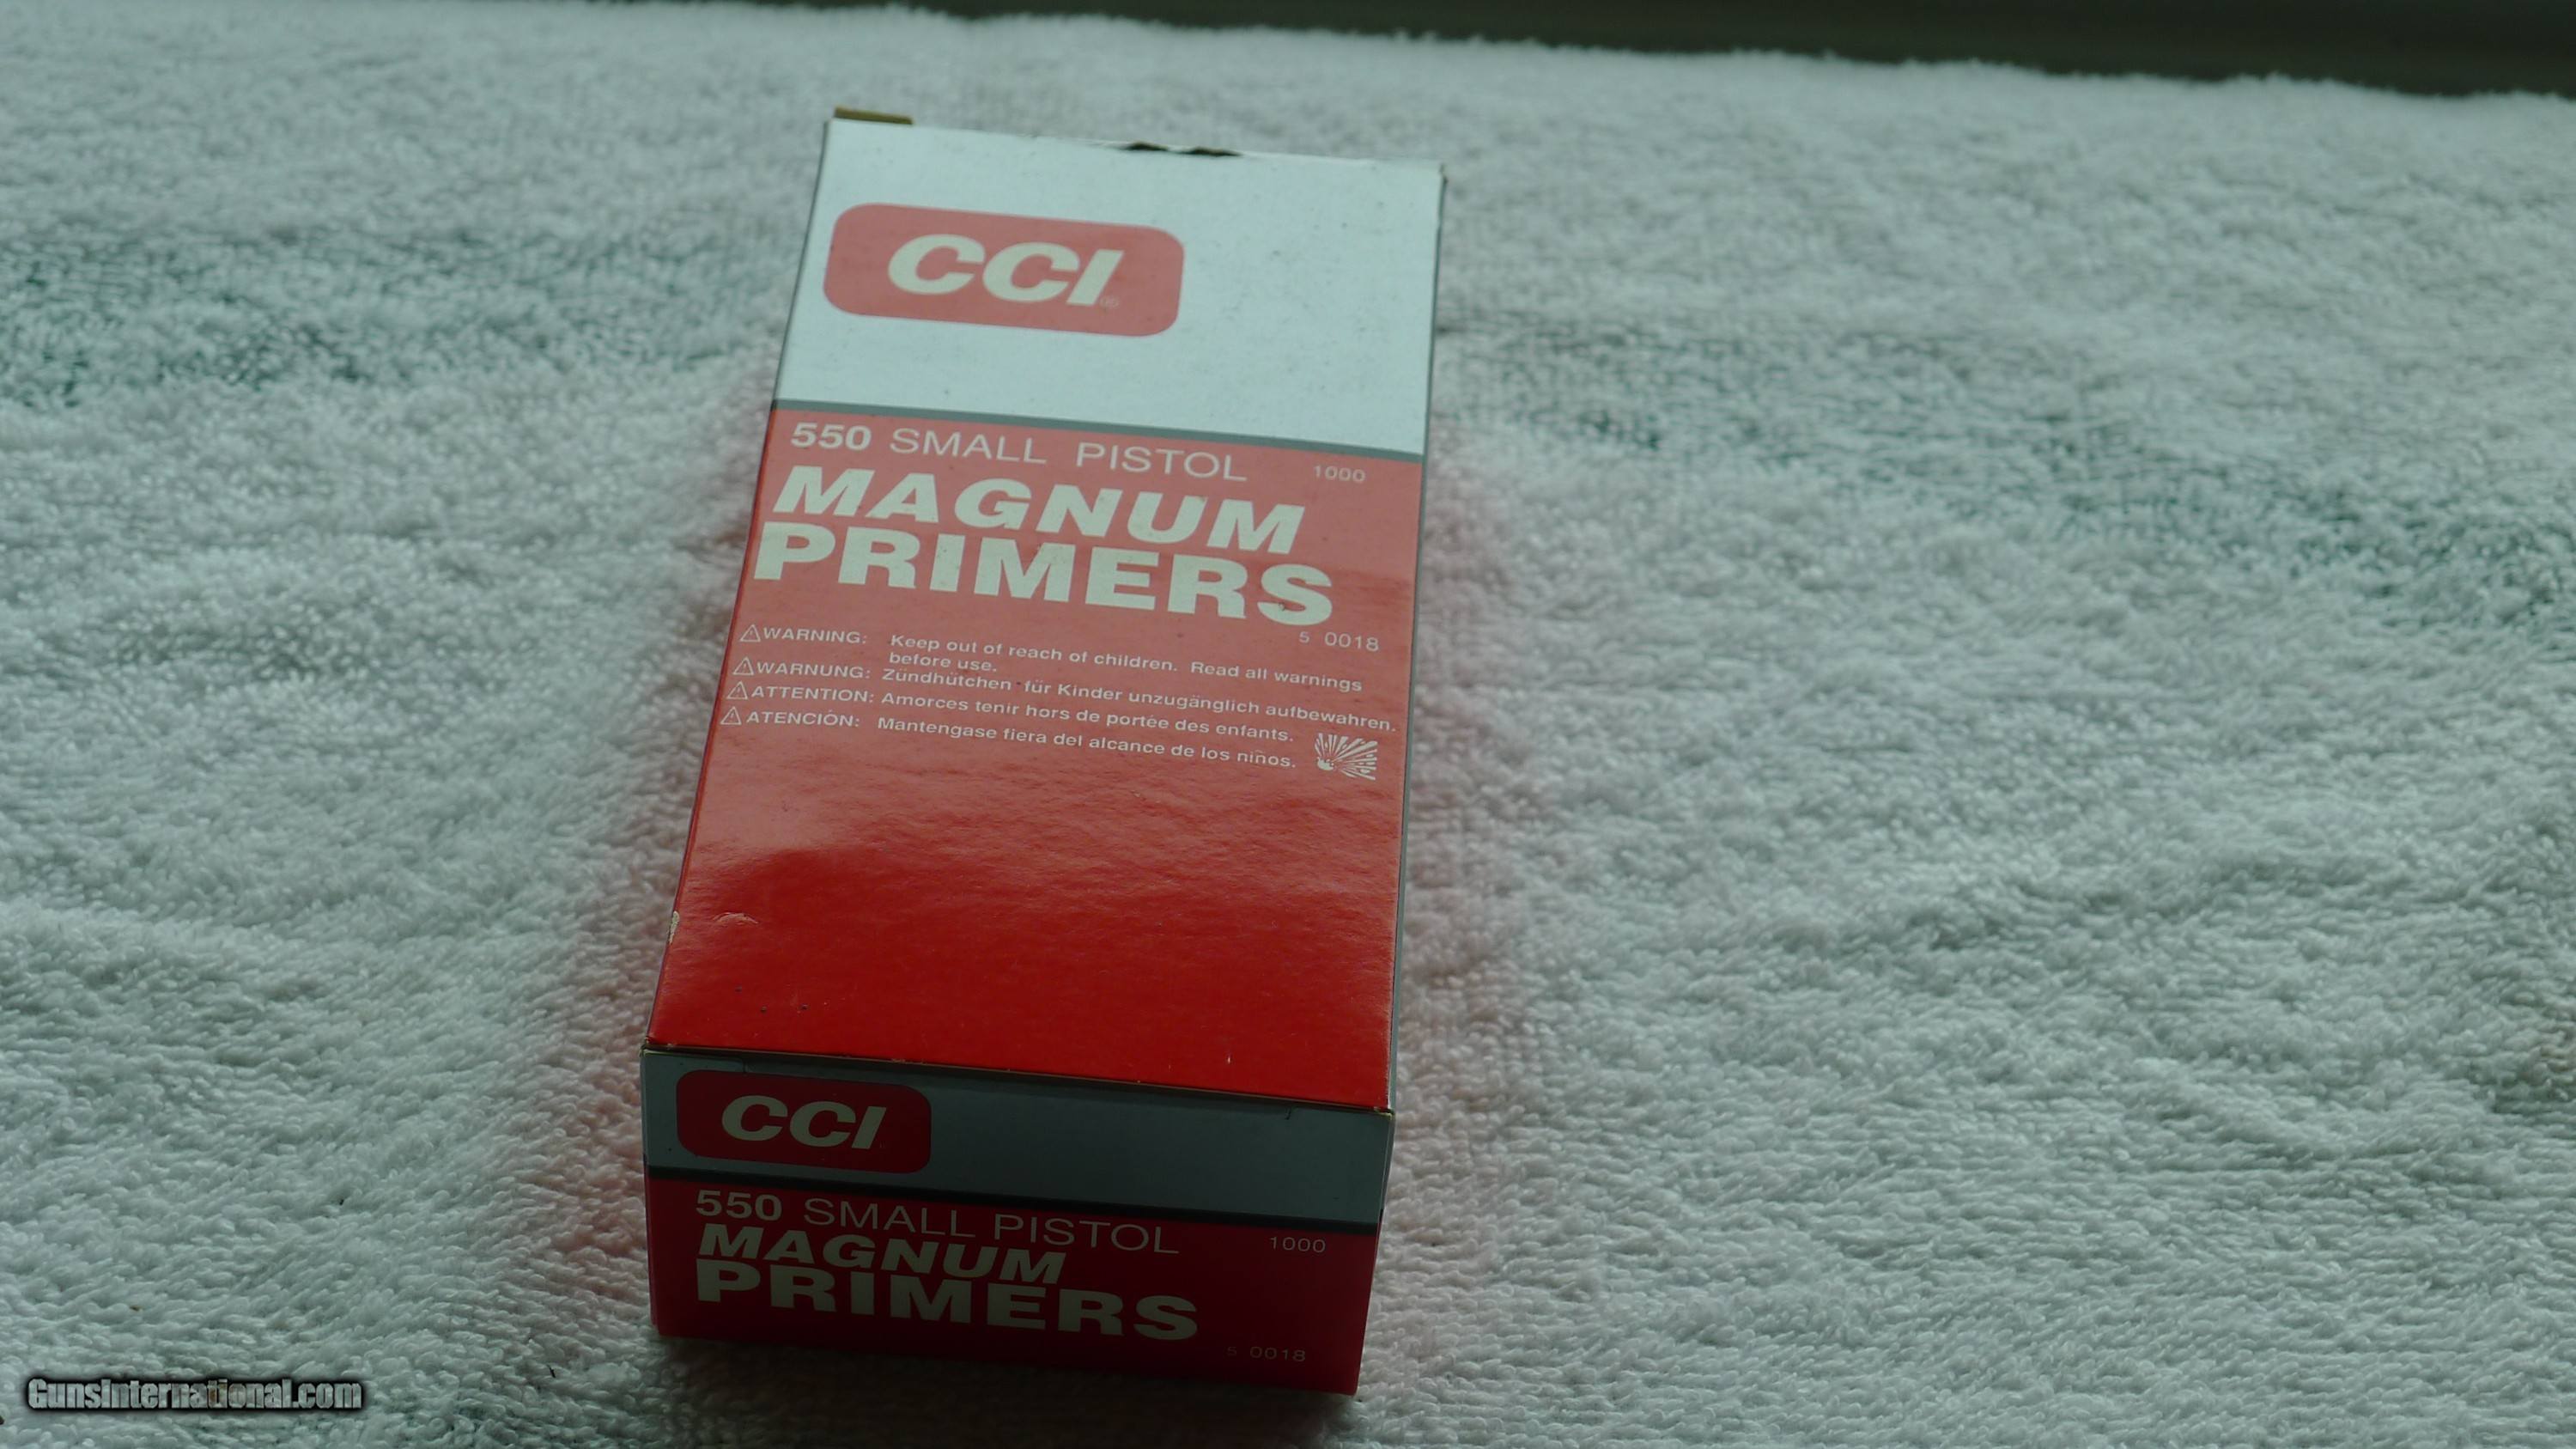 CCI
550 SMALL PISTOL 1000
MAGNUM
PRIMERS
5 0018
WARNING: Keep out of reach of children. Read all warnings
before use.
WARNUNG: Zündhütchen für Kinder unzugänglich aufbewahren.
ATTENTION: Amorces tenir hors de portée des enfants.
ATENCIÓN: Mantengase fiera del alcance de los niños.
CCI
550 SMALL PISTOL 1000
MAGNUM
PRIMERS
5 0018
GunsInternational.com